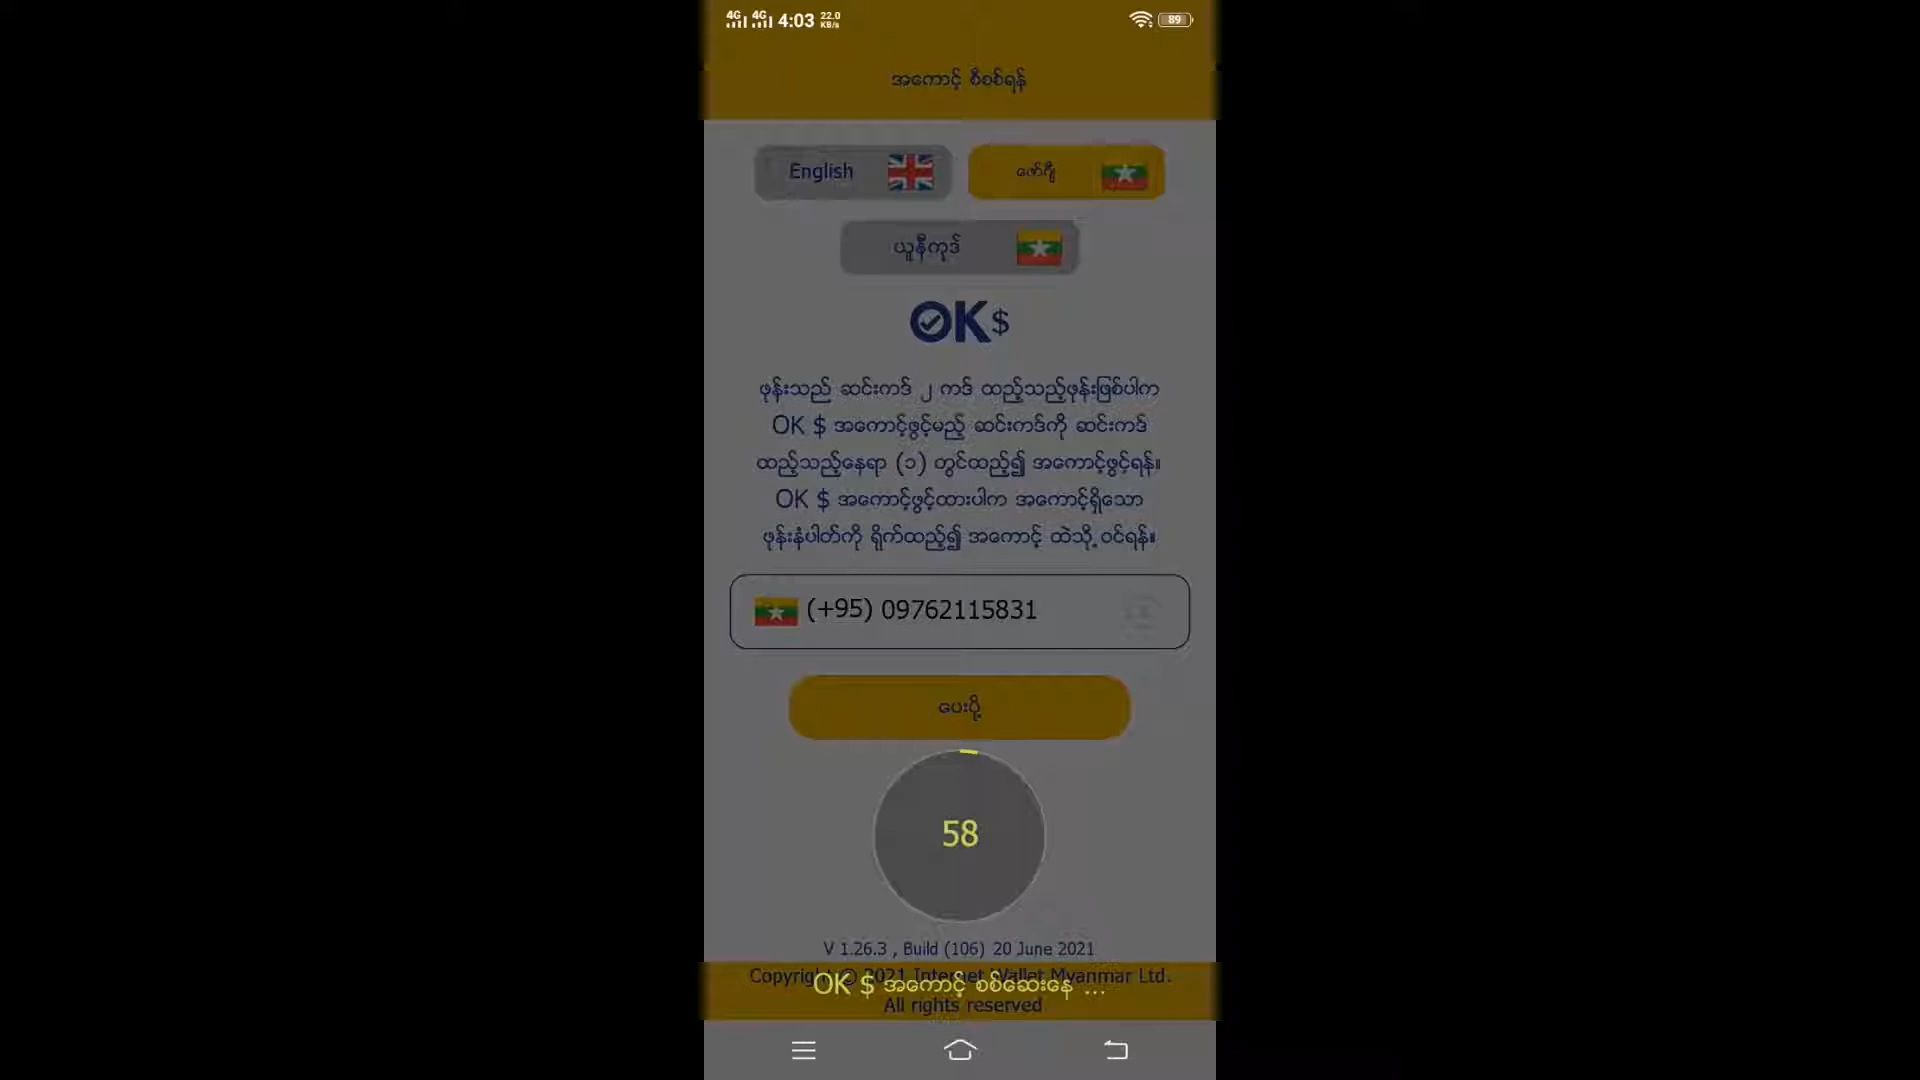 4G 4G 4:03 22.0 KB/s 89
အကောင့် စီစစ်ရန်
English
ဇော်ဂျီ
ယူနီကုဒ်
OK$
ဖုန်းသည် ဆင်းကဒ် ၂ ကဒ် ထည့်သည့်ဖုန်းဖြစ်ပါက
OK $ အကောင့်ဖွင့်မည့် ဆင်းကဒ်ကို ဆင်းကဒ်
ထည့်သည့်နေရာ (၁) တွင်ထည့်၍ အကောင့်ဖွင့်ရန်။
OK $ အကောင့်ဖွင့်ထားပါက အကောင့်ရှိသော
ဖုန်းနံပါတ်ကို ရိုက်ထည့်၍ အကောင့် ထဲသို့ ဝင်ရန်။
(+95) 09762115831
ပေးပို့
58
V 1.26.3 , Build (106) 20 June 2021
Copyright © 2021 Internet Wallet Myanmar Ltd.
OK $ အကောင့် စစ်ဆေးနေ ...
All rights reserved